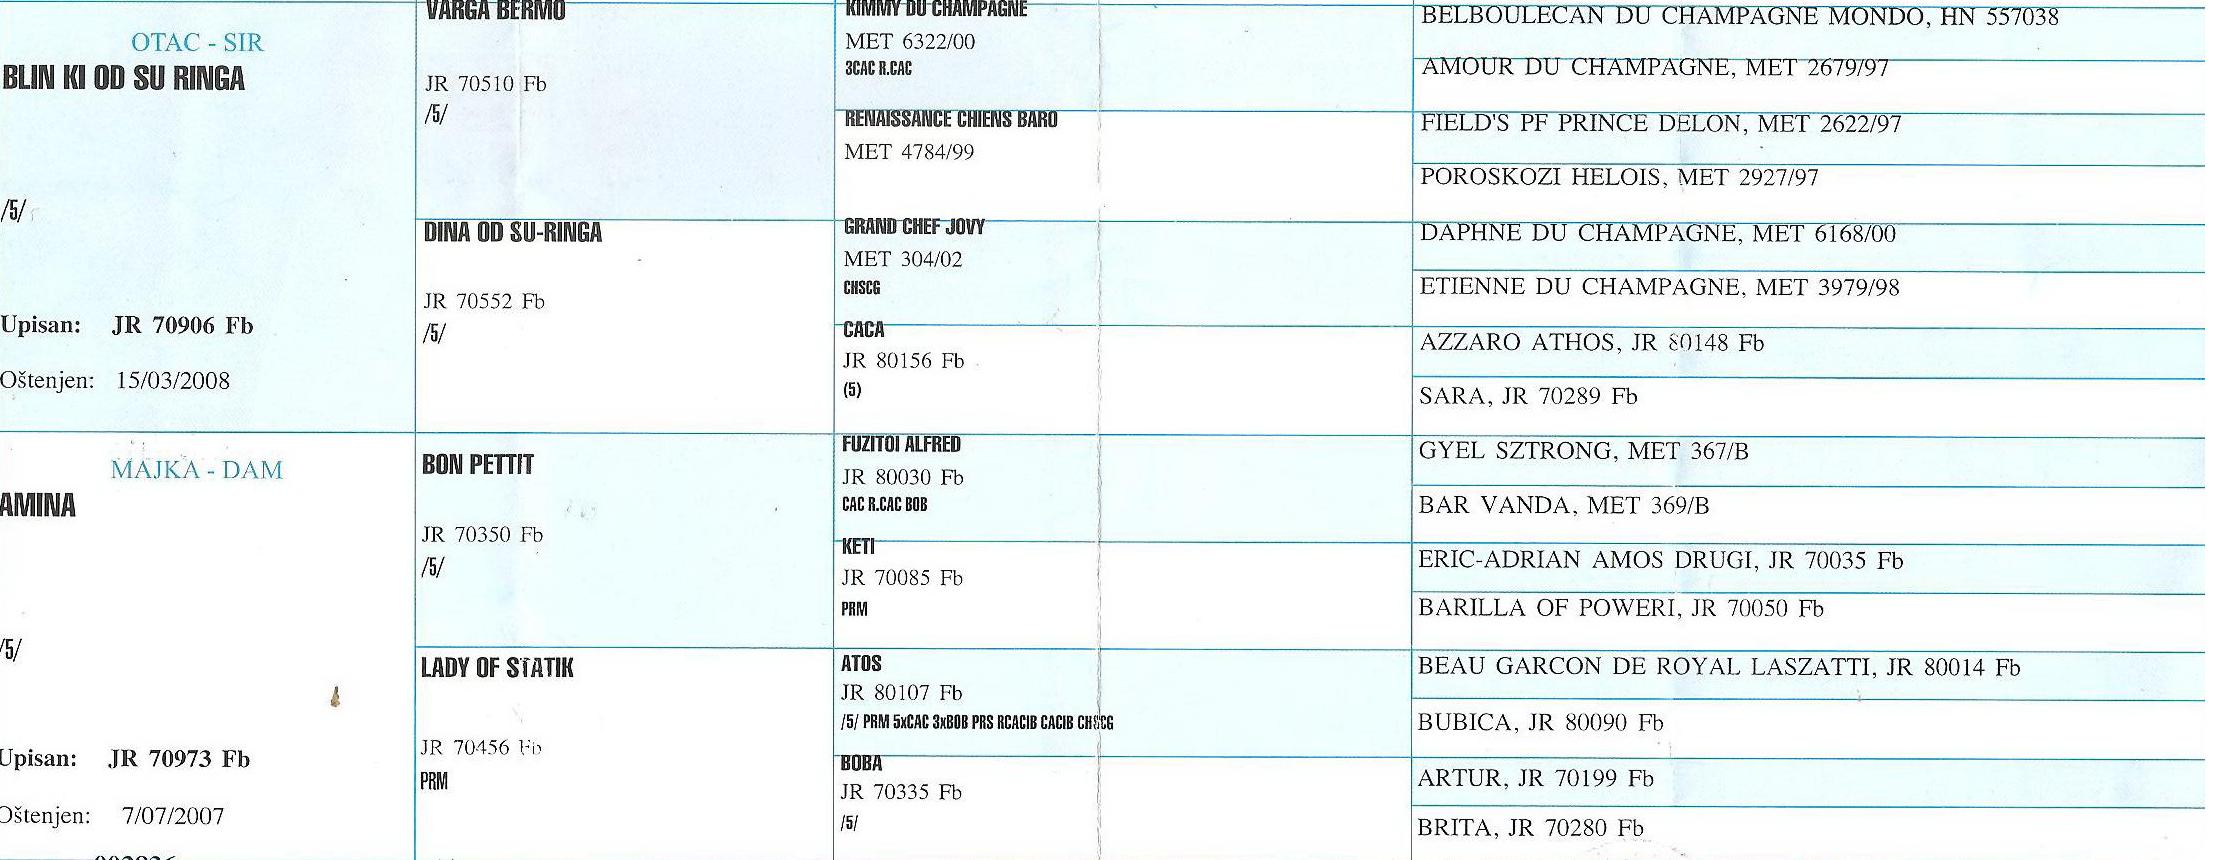 OTAC - SIR
BLIN KI OD SU RINGA
/5/
Upisan: JR 70906 Fb
Oštenjen: 15/03/2008
MAJKA - DAM
AMINA
/5/
Upisan: JR 70973 Fb
Oštenjen: 7/07/2007
VARGA BERMO
JR 70510 Fb
/5/
DINA OD SU-RINGA
JR 70552 Fb
/5/
BON PETTIT
JR 70350 Fb
/5/
LADY OF STATIK
JR 70456 Fb
PRM
KIMMY DU CHAMPAGNE
MET 6322/00
3CAC R.CAC
RENAISSANCE CHIENS BARO
MET 4784/99
GRAND CHEF JOVY
MET 304/02
CHSCG
CACA
JR 80156 Fb
(5)
FUZITOI ALFRED
JR 80030 Fb
CAC R.CAC BOB
KETI
JR 70085 Fb
PRM
ATOS
JR 80107 Fb
/5/ PRM 5xCAC 3xBOB PRS RCACIB CACIB CHSCG
BOBA
JR 70335 Fb
/5/
BELBOULECAN DU CHAMPAGNE MONDO, HN 557038
AMOUR DU CHAMPAGNE, MET 2679/97
FIELD'S PF PRINCE DELON, MET 2622/97
POROSKOZI HELOIS, MET 2927/97
DAPHNE DU CHAMPAGNE, MET 6168/00
ETIENNE DU CHAMPAGNE, MET 3979/98
AZZARO ATHOS, JR 80148 Fb
SARA, JR 70289 Fb
GYEL SZTRONG, MET 367/B
BAR VANDA, MET 369/B
ERIC-ADRIAN AMOS DRUGI, JR 70035 Fb
BARILLA OF POWERI, JR 70050 Fb
BEAU GARCON DE ROYAL LASZATTI, JR 80014 Fb
BUBICA, JR 80090 Fb
ARTUR, JR 70199 Fb
BRITA, JR 70280 Fb